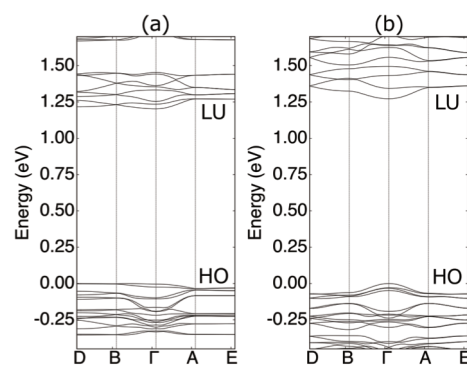 (a)
Energy (eV)
1.50
1.25
1.00
0.75
0.50
0.25
0.00
-0.25
LU
HO
D B Γ A E
(b)
Energy (eV)
1.50
1.25
1.00
0.75
0.50
0.25
0.00
-0.25
LU
HO
D B Γ A E